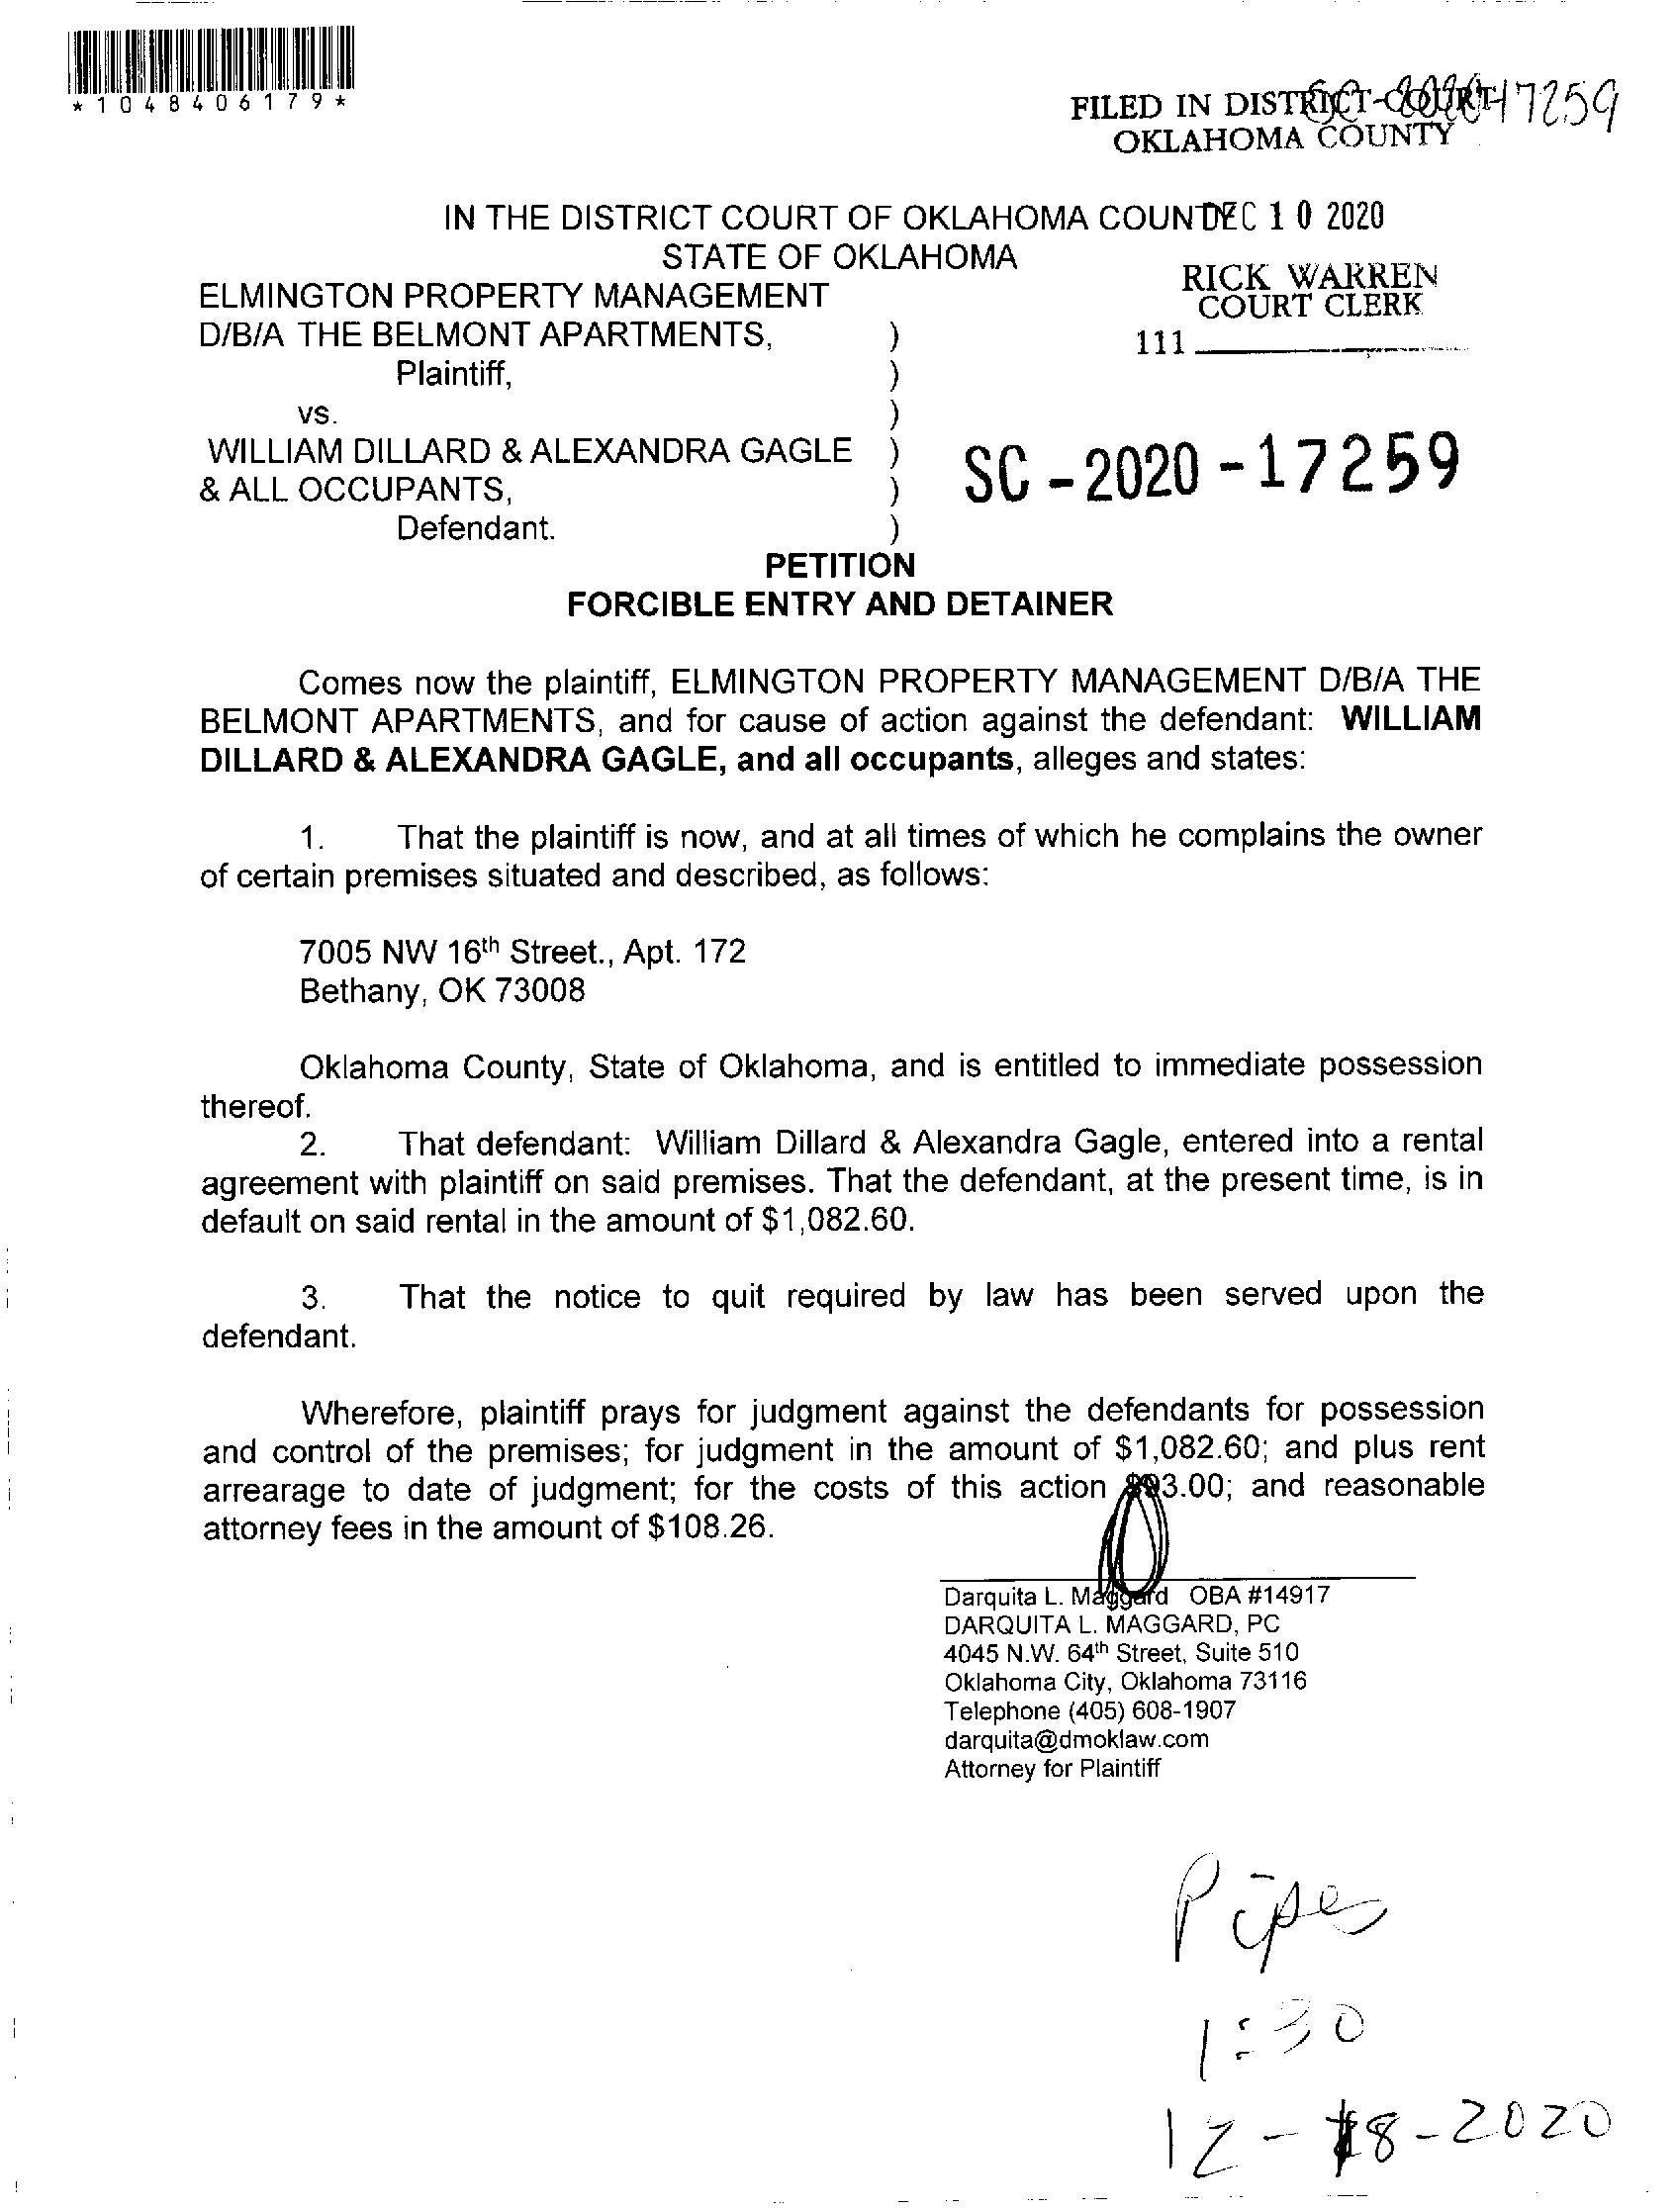 *1048406179*
SC-2020-17259
FILED IN DISTRICT COURT
OKLAHOMA COUNTY
IN THE DISTRICT COURT OF OKLAHOMA COUNTY
DEC 10 2020
STATE OF OKLAHOMA
RICK WARREN
COURT CLERK
111
ELMINGTON PROPERTY MANAGEMENT
D/B/A THE BELMONT APARTMENTS, )
Plaintiff, )
vs. )
WILLIAM DILLARD & ALEXANDRA GAGLE )
& ALL OCCUPANTS, )
Defendant. )
SC-2020-17259
PETITION
FORCIBLE ENTRY AND DETAINER
Comes now the plaintiff, ELMINGTON PROPERTY MANAGEMENT D/B/A THE
BELMONT APARTMENTS, and for cause of action against the defendant: WILLIAM
DILLARD & ALEXANDRA GAGLE, and all occupants, alleges and states:
1. That the plaintiff is now, and at all times of which he complains the owner
of certain premises situated and described, as follows:
7005 NW 16th Street., Apt. 172
Bethany, OK 73008
Oklahoma County, State of Oklahoma, and is entitled to immediate possession
thereof.
2. That defendant: William Dillard & Alexandra Gagle, entered into a rental
agreement with plaintiff on said premises. That the defendant, at the present time, is in
default on said rental in the amount of $1,082.60.
3. That the notice to quit required by law has been served upon the
defendant.
Wherefore, plaintiff prays for judgment against the defendants for possession
and control of the premises; for judgment in the amount of $1,082.60; and plus rent
arrearage to date of judgment; for the costs of this action $93.00; and reasonable
attorney fees in the amount of $108.26.
Darquita L. Maggard OBA #14917
DARQUITA L. MAGGARD, PC
4045 N.W. 64th Street, Suite 510
Oklahoma City, Oklahoma 73116
Telephone (405) 608-1907
darquita@dmoklaw.com
Attorney for Plaintiff
Pipes
1:30
12-18-2020